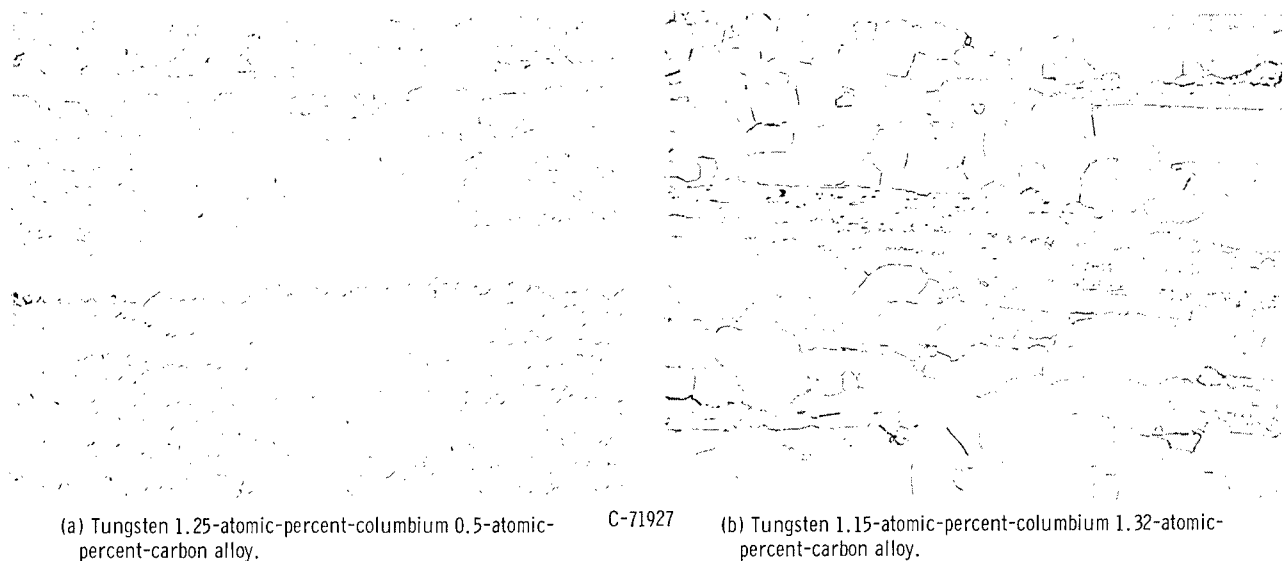 (a) Tungsten 1.25-atomic-percent-columbium 0.5-atomic-
percent-carbon alloy.
C-71927
(b) Tungsten 1.15-atomic-percent-columbium 1.32-atomic-
percent-carbon alloy.